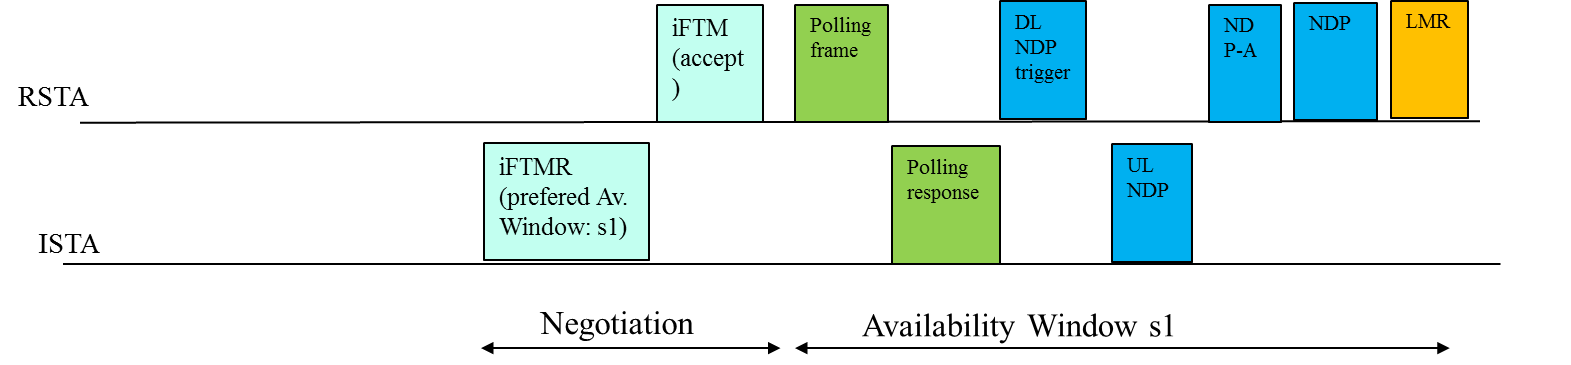 iFTM
(accept
)
Polling
frame
DL
NDP
trigger
ND
P-A
NDP
LMR
RSTA
iFTMR
(prefered Av.
Window: s1)
Polling
response
UL
NDP
ISTA
Negotiation
Availability Window s1